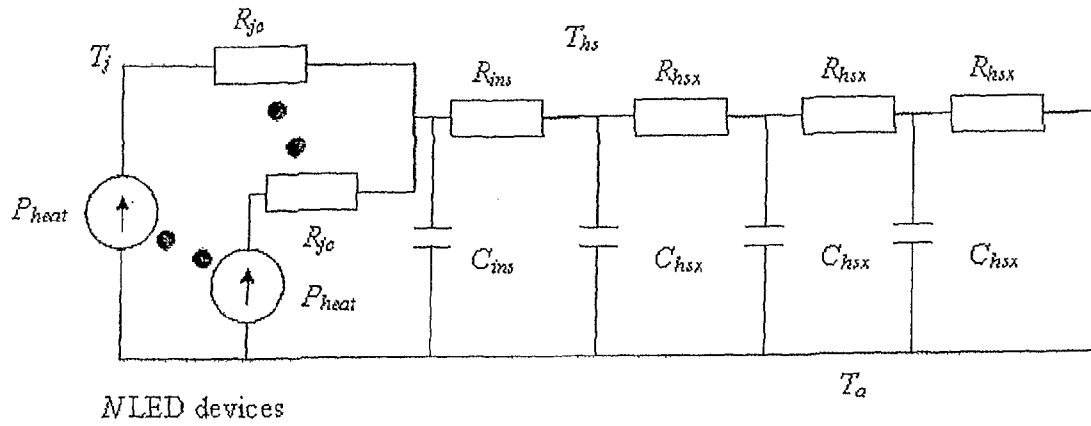 R_jc
T_j
T_hs
R_ins
R_hsx
R_hsx
R_hsx
P_heat
R_jc
C_ins
C_hsx
C_hsx
C_hsx
P_heat
T_a
N LED devices